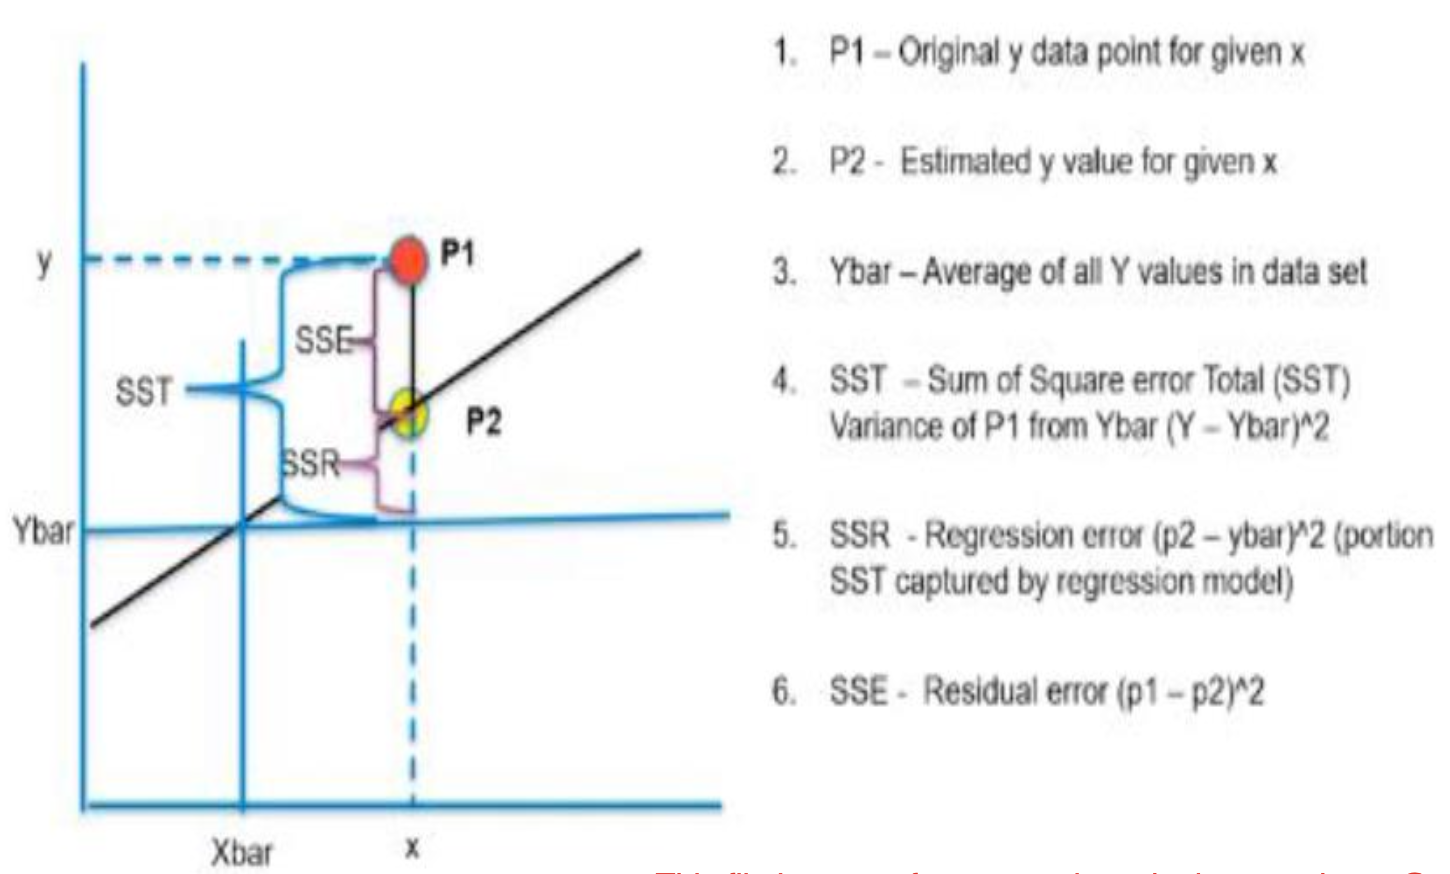 1. P1 – Original y data point for given x
2. P2 - Estimated y value for given x
3. Ybar – Average of all Y values in data set
4. SST – Sum of Square error Total (SST)
Variance of P1 from Ybar (Y – Ybar)^2
5. SSR - Regression error (p2 – ybar)^2 (portion
SST captured by regression model)
6. SSE - Residual error (p1 – p2)^2
y
P1
SSE
SST
P2
SSR
Ybar
Xbar
x